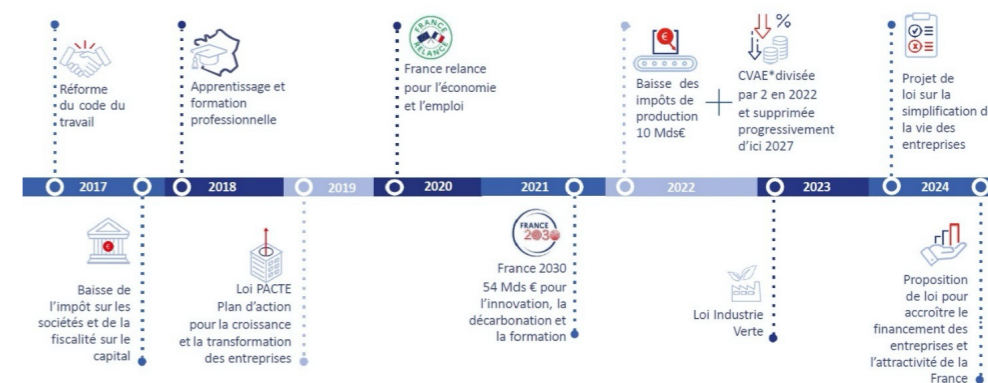 Réforme
du code du
travail
Apprentissage et
formation
professionnelle
FRANCE
RELANCE
France relance
pour l'économie
et l'emploi
€
Baisse des
impôts de
production
10 Mds€
%
CVAE*divisée
par 2 en 2022
et supprimée
progressivement
d'ici 2027
Projet de
loi sur la
simplification d
la vie des
entreprises
2017
2018
2019
2020
2021
2022
2023
2024
€
Baisse de
l'impôt sur les
sociétés et de la
fiscalité sur le
capital
Loi PACTE
Plan d'action
pour la croissance
et la transformation
des entreprises
FRANCE
2030
France 2030
54 Mds € pour
l'innovation, la
décarbonation et
la formation
Loi Industrie
Verte
Proposition
de loi pour
accroître le
financement des
entreprises et
l'attractivité de la
France